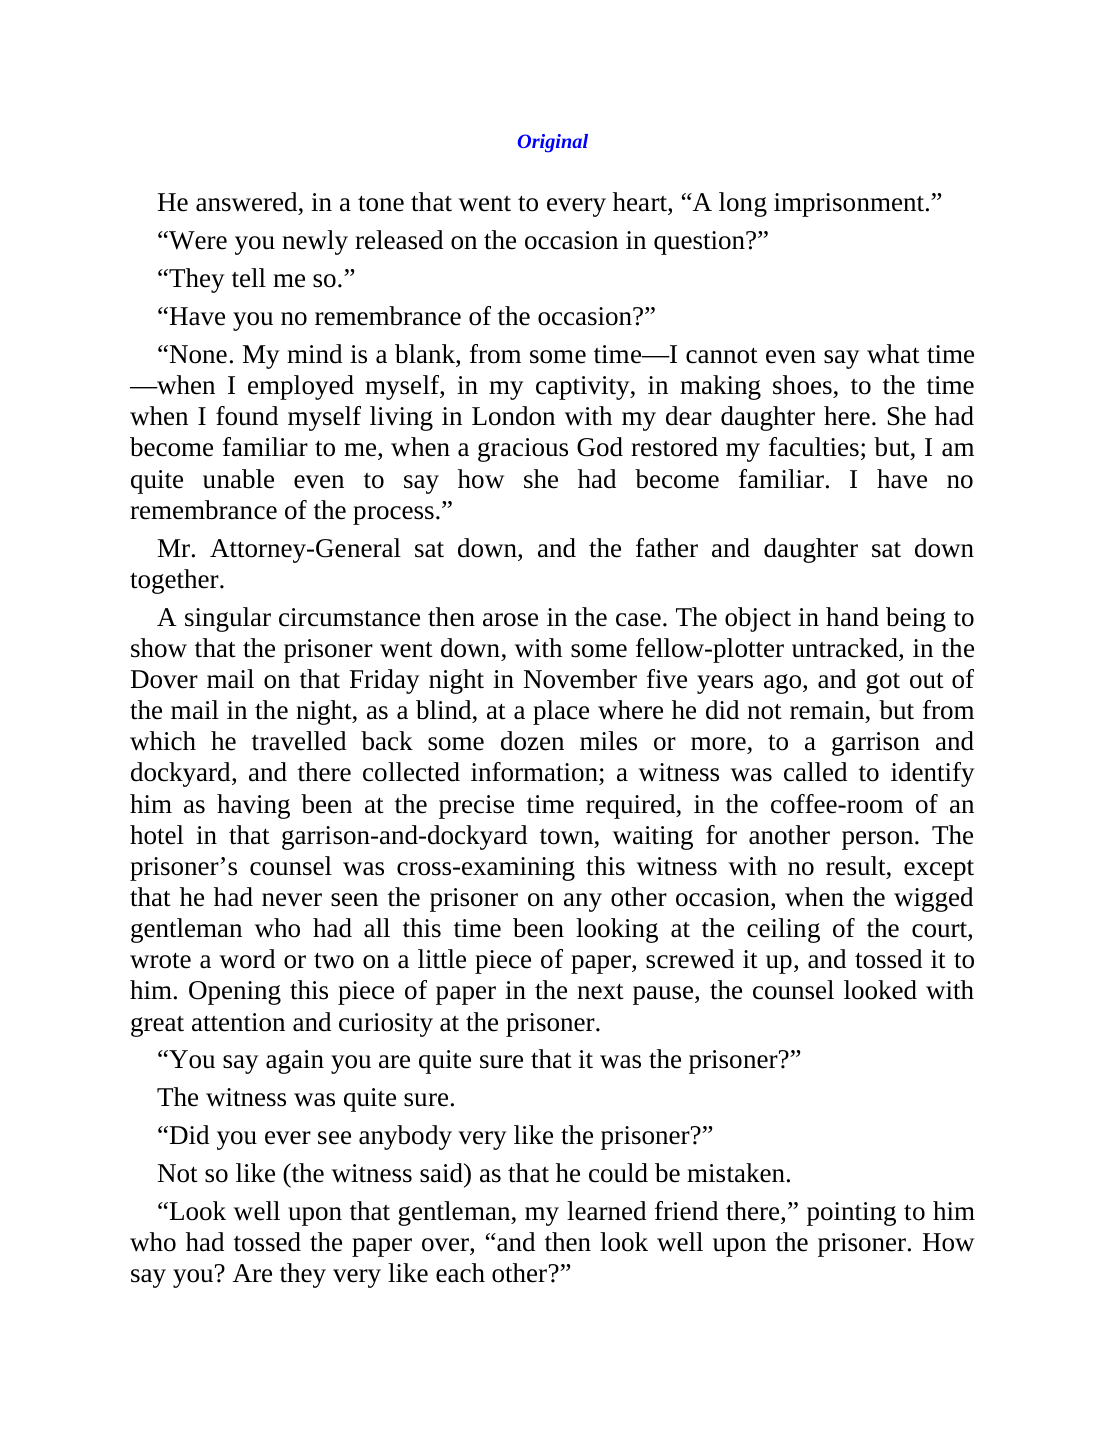 Original
He answered, in a tone that went to every heart, “A long imprisonment.”
“Were you newly released on the occasion in question?”
“They tell me so.”
“Have you no remembrance of the occasion?”
“None. My mind is a blank, from some time—I cannot even say what time
—when I employed myself, in my captivity, in making shoes, to the time
when I found myself living in London with my dear daughter here. She had
become familiar to me, when a gracious God restored my faculties; but, I am
quite unable even to say how she had become familiar. I have no
remembrance of the process.”
Mr. Attorney-General sat down, and the father and daughter sat down
together.
A singular circumstance then arose in the case. The object in hand being to
show that the prisoner went down, with some fellow-plotter untracked, in the
Dover mail on that Friday night in November five years ago, and got out of
the mail in the night, as a blind, at a place where he did not remain, but from
which he travelled back some dozen miles or more, to a garrison and
dockyard, and there collected information; a witness was called to identify
him as having been at the precise time required, in the coffee-room of an
hotel in that garrison-and-dockyard town, waiting for another person. The
prisoner’s counsel was cross-examining this witness with no result, except
that he had never seen the prisoner on any other occasion, when the wigged
gentleman who had all this time been looking at the ceiling of the court,
wrote a word or two on a little piece of paper, screwed it up, and tossed it to
him. Opening this piece of paper in the next pause, the counsel looked with
great attention and curiosity at the prisoner.
“You say again you are quite sure that it was the prisoner?”
The witness was quite sure.
“Did you ever see anybody very like the prisoner?”
Not so like (the witness said) as that he could be mistaken.
“Look well upon that gentleman, my learned friend there,” pointing to him
who had tossed the paper over, “and then look well upon the prisoner. How
say you? Are they very like each other?”